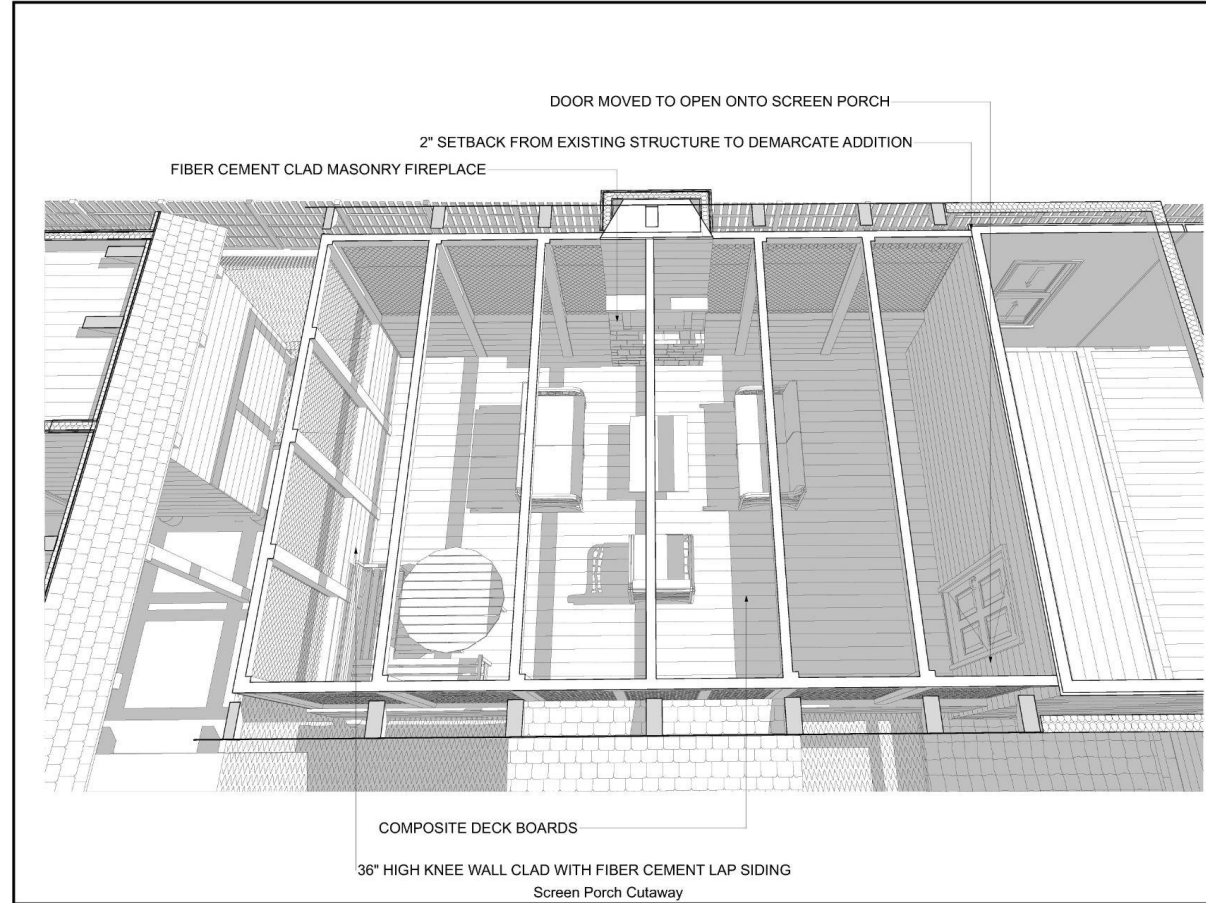 DOOR MOVED TO OPEN ONTO SCREEN PORCH
2" SETBACK FROM EXISTING STRUCTURE TO DEMARCATE ADDITION
FIBER CEMENT CLAD MASONRY FIREPLACE
COMPOSITE DECK BOARDS
36" HIGH KNEE WALL CLAD WITH FIBER CEMENT LAP SIDING
Screen Porch Cutaway